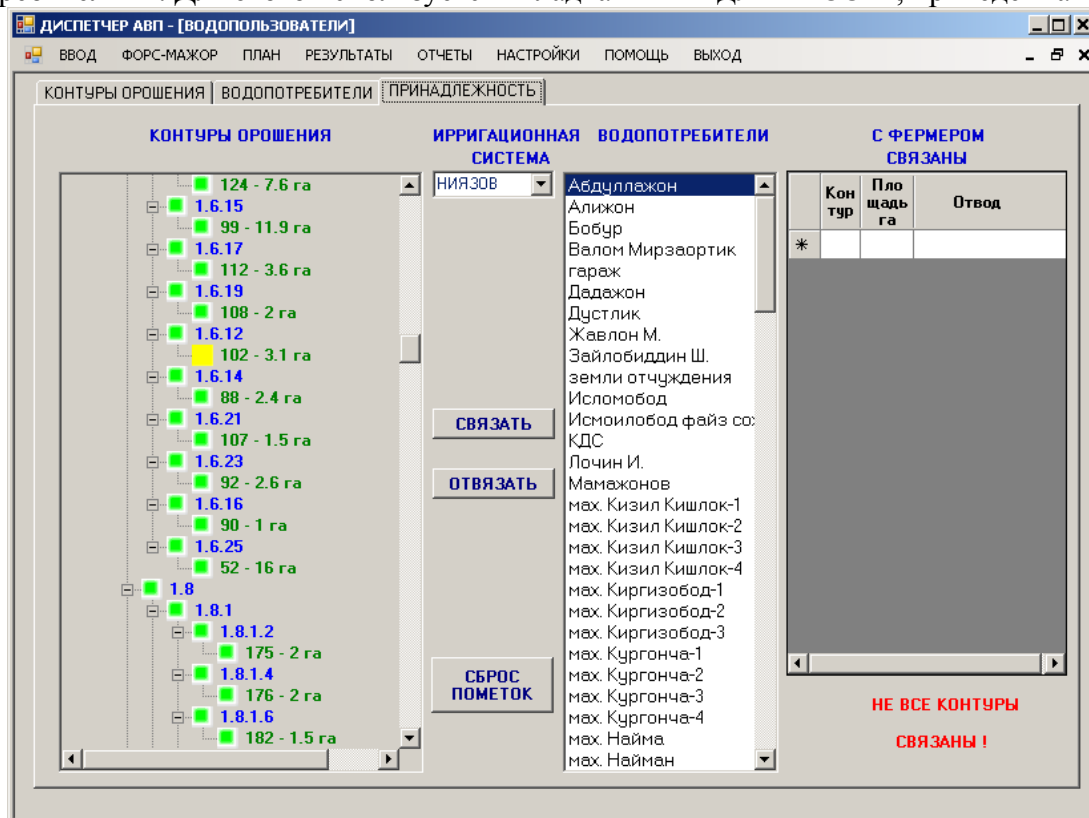 ДИСПЕТЧЕР АВП - [ВОДОПОЛЬЗОВАТЕЛИ]
ВВОД ФОРС-МАЖОР ПЛАН РЕЗУЛЬТАТЫ ОТЧЕТЫ НАСТРОЙКИ ПОМОЩЬ ВЫХОД
КОНТУРЫ ОРОШЕНИЯ ВОДОПОТРЕБИТЕЛИ ПРИНАДЛЕЖНОСТЬ
КОНТУРЫ ОРОШЕНИЯ
124 - 7.6 га
1.6.15
99 - 11.9 га
1.6.17
112 - 3.6 га
1.6.19
108 - 2 га
1.6.12
102 - 3.1 га
1.6.14
88 - 2.4 га
1.6.21
107 - 1.5 га
1.6.23
92 - 2.6 га
1.6.16
90 - 1 га
1.6.25
52 - 16 га
1.8
1.8.1
1.8.1.2
175 - 2 га
1.8.1.4
176 - 2 га
1.8.1.6
182 - 1.5 га
ИРРИГАЦИОННАЯ
СИСТЕМА
НИЯЗОВ
СВЯЗАТЬ
ОТВЯЗАТЬ
СБРОС
ПОМЕТОК
ВОДОПОТРЕБИТЕЛИ
Абдуллажон
Алижон
Бобур
Валом Мирзаортик
гараж
Дадажон
Дустлик
Жавлон М.
Зайлобиддин Ш.
земли отчуждения
Исломобод
Исмоилобод файз
КДС
Лочин И.
Мамажонов
мах. Кизил Кишлок-1
мах. Кизил Кишлок-2
мах. Кизил Кишлок-3
мах. Кизил Кишлок-4
мах. Киргизобод-1
мах. Киргизобод-2
мах. Киргизобод-3
мах. Кургонча-1
мах. Кургонча-2
мах. Кургонча-3
мах. Кургонча-4
мах. Найма
мах. Найман
С ФЕРМЕРОМ
СВЯЗАНЫ
Кон
тур
Пло
щадь
га
Отвод
НЕ ВСЕ КОНТУРЫ
СВЯЗАНЫ !